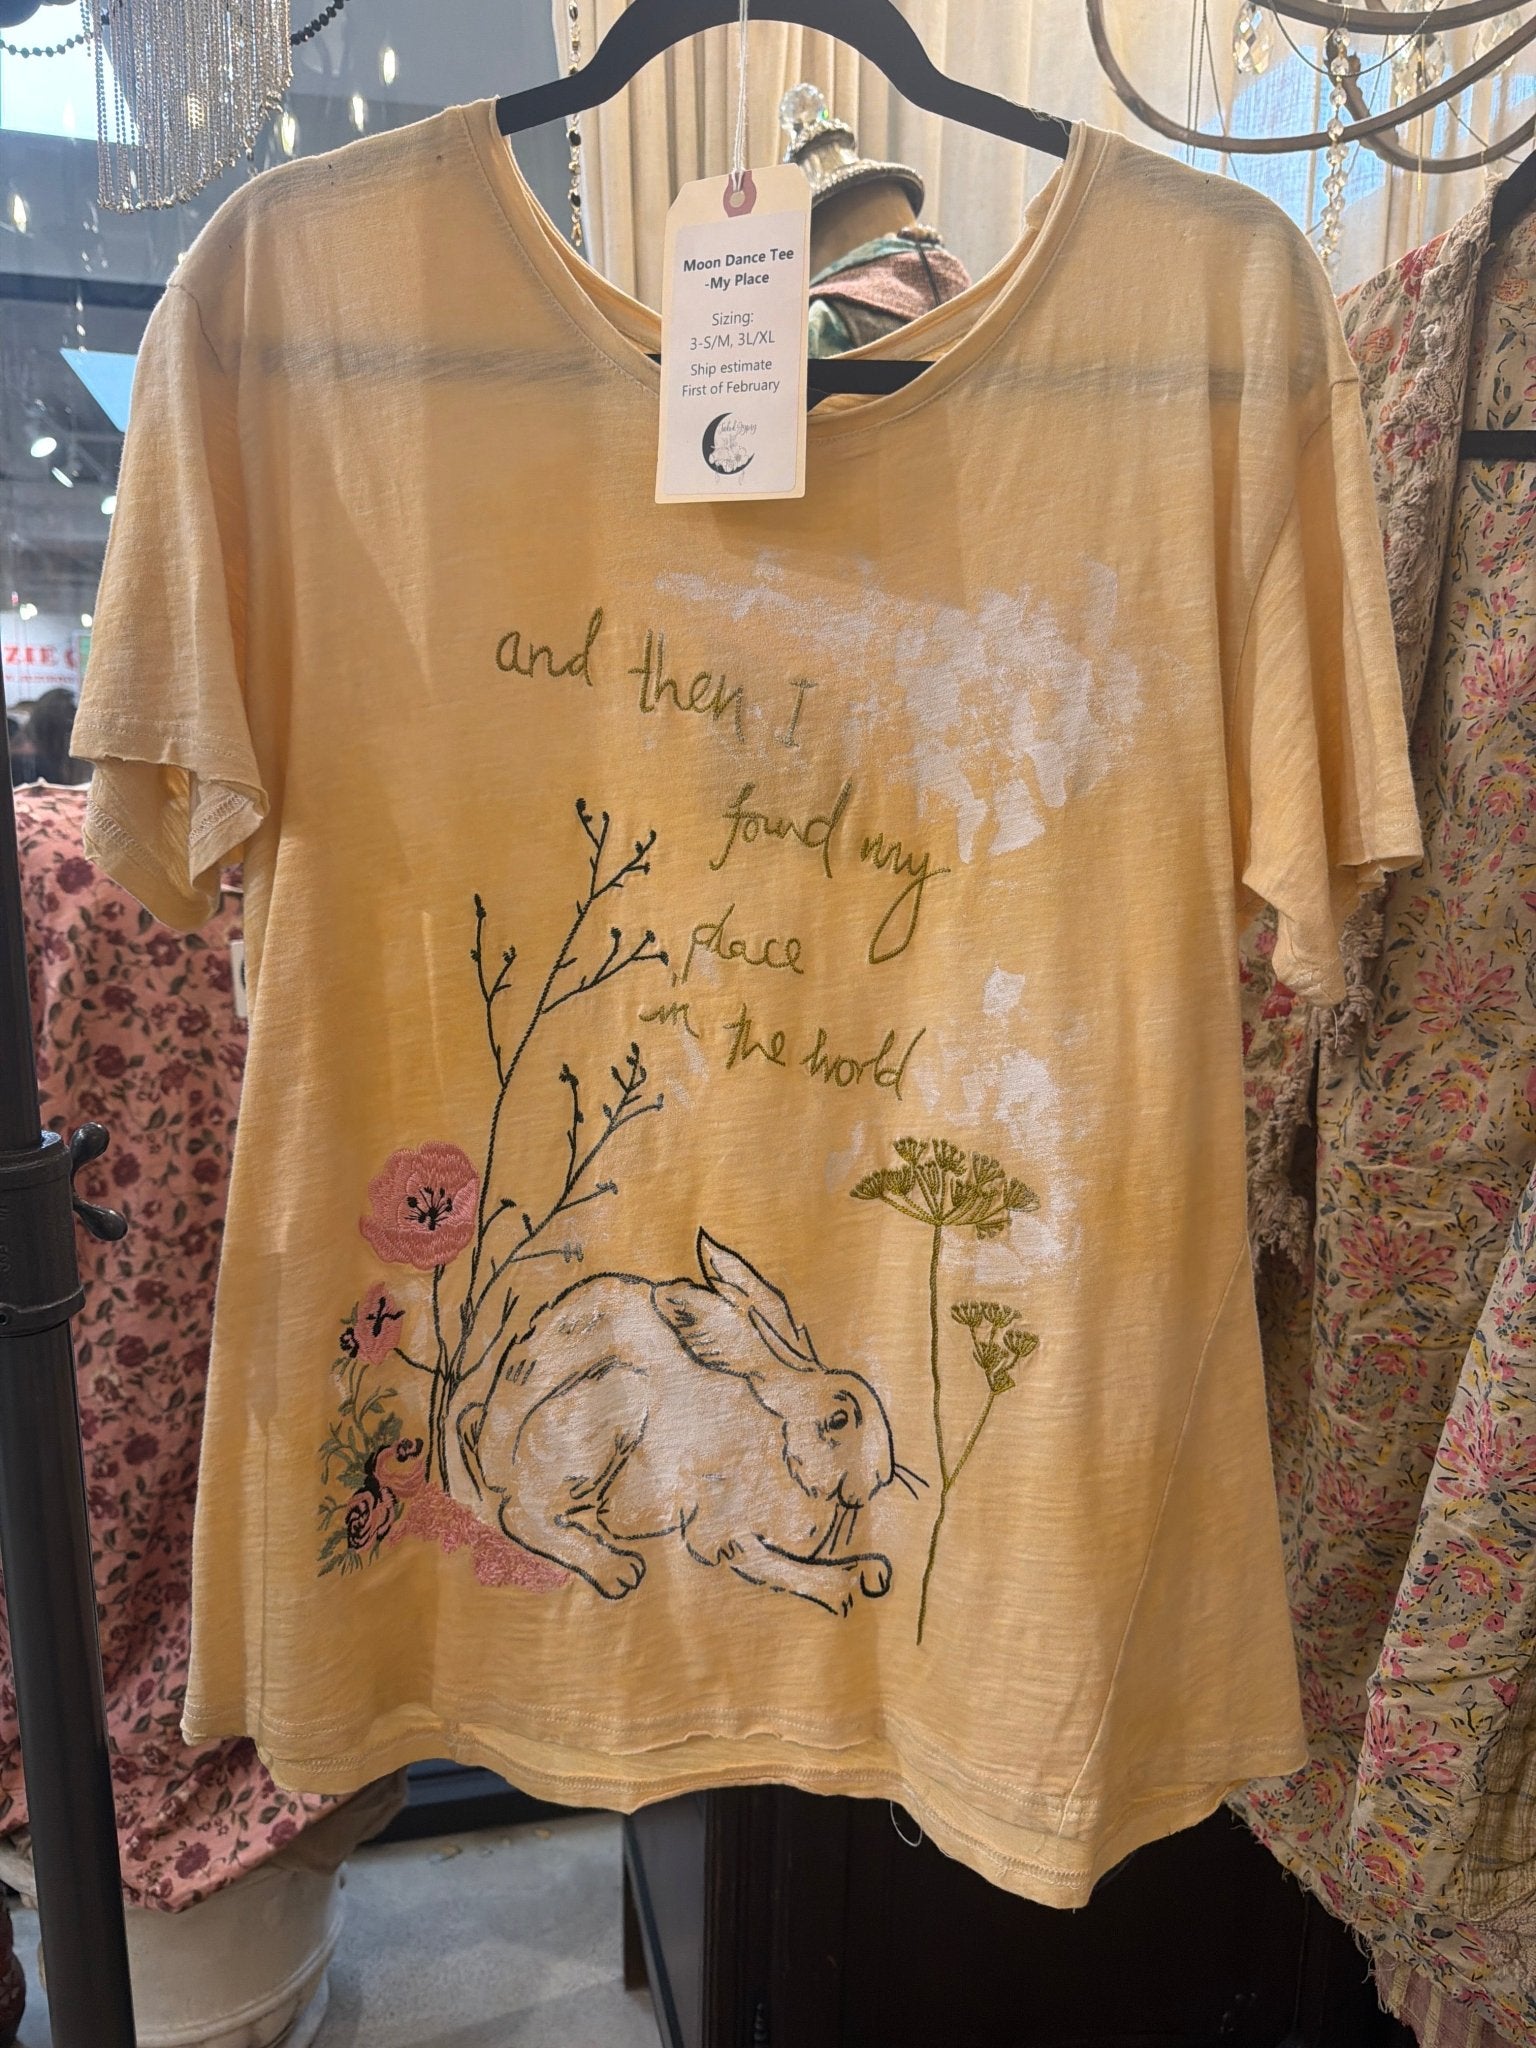 Moon Dance Tee
-My Place
Sizing:
3-S/M, 3L/XL
Ship estimate
First of February
and then I
found my
place
in the world
ZIE